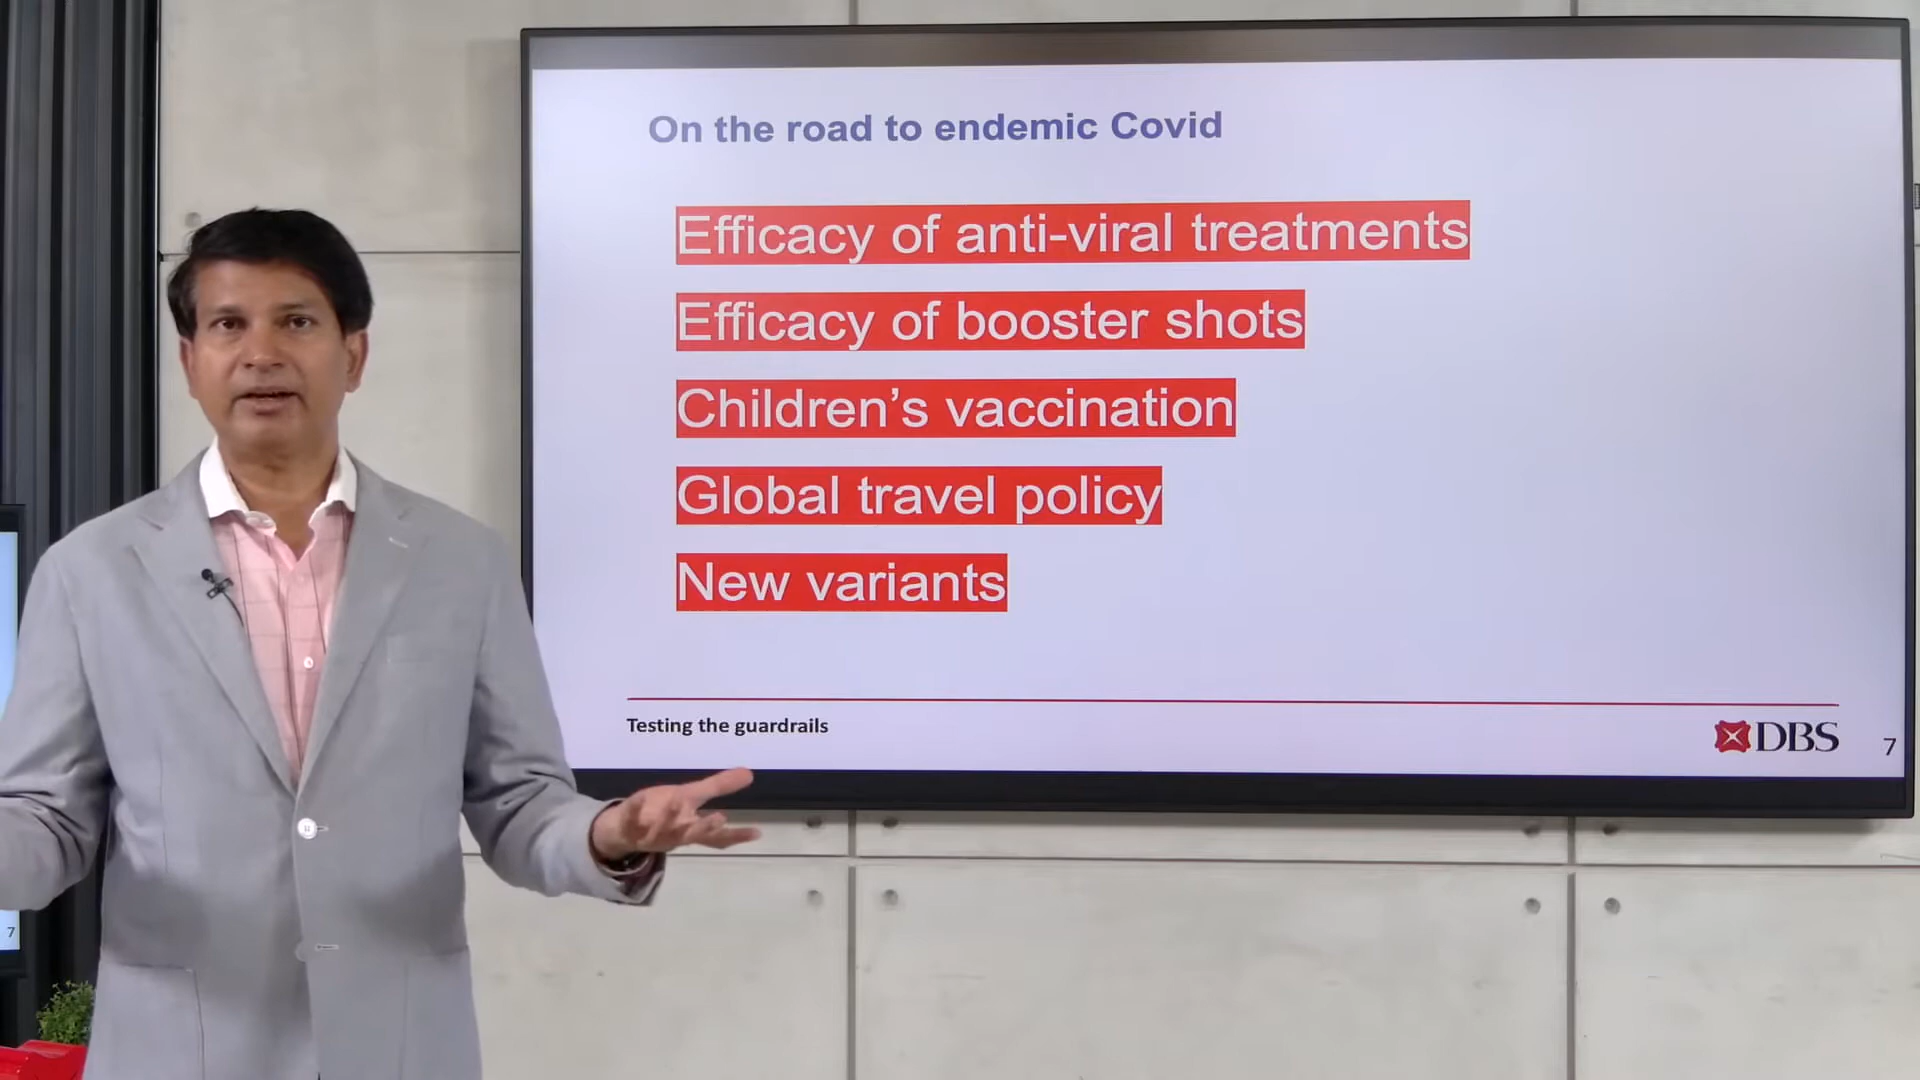 On the road to endemic Covid
Efficacy of anti-viral treatments
Efficacy of booster shots
Children’s vaccination
Global travel policy
New variants
Testing the guardrails
DBS
7
7